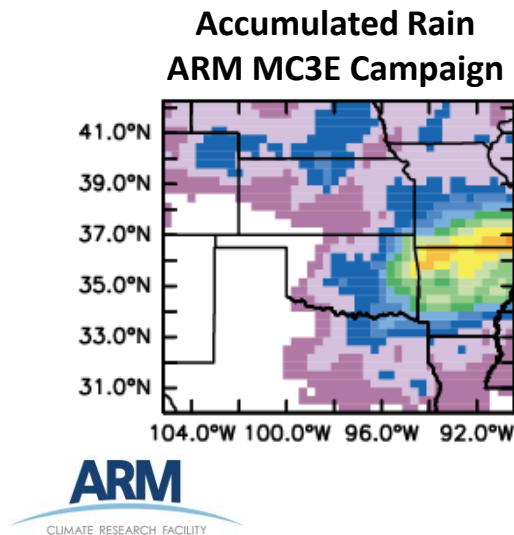 Accumulated Rain
ARM MC3E Campaign
41.0°N
39.0°N
37.0°N
35.0°N
33.0°N
31.0°N
104.0°W 100.0°W 96.0°W 92.0°W
ARM
CLIMATE RESEARCH FACILITY